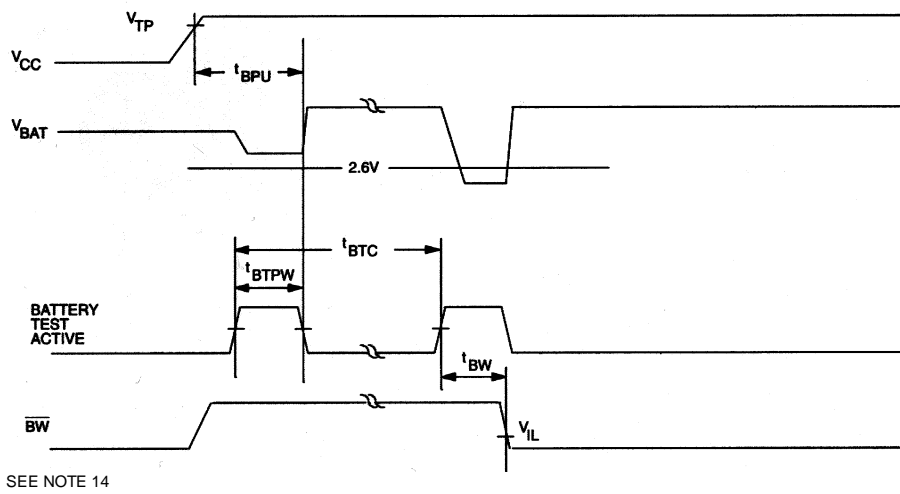 VTP
VCC
tBPU
VBAT
2.6V
tBTC
tBTPW
BATTERY
TEST
ACTIVE
tBW
BW
VIL
SEE NOTE 14